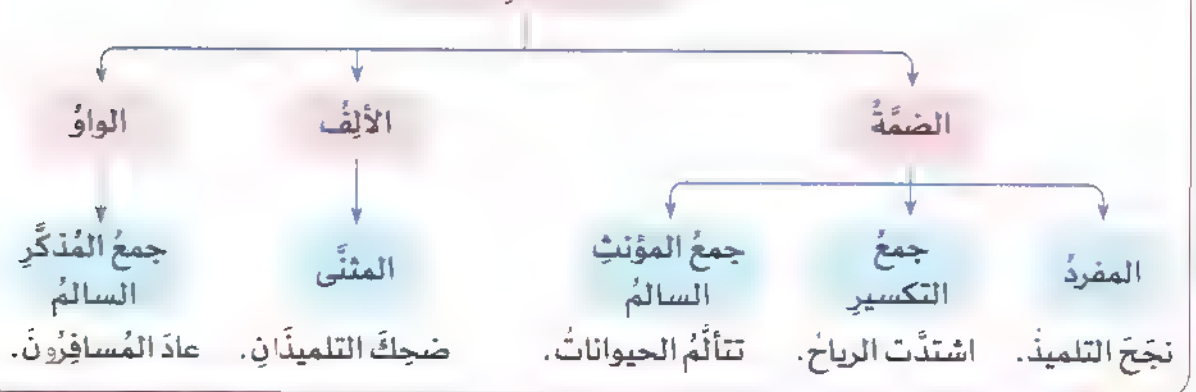 الضمَّةُ الألِفُ الواوُ
المفردُ
جمعُ التكسيرِ
جمعُ المؤنثِ السالمُ
المثنَّى
جمعُ المُذكَّرِ السالمُ
نجَحَ التلميذُ. اشتدَّت الرياحُ. تتألَّمُ الحيواناتُ. ضحِكَ التلميذَانِ. عادَ المُسافِرُونَ.